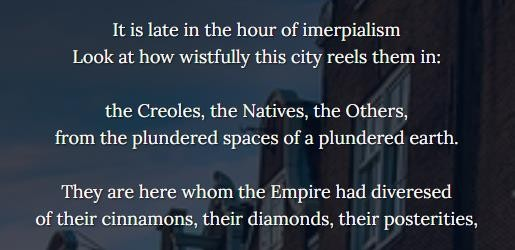 It is late in the hour of imerpialism
Look at how wistfully this city reels them in:
the Creoles, the Natives, the Others,
from the plundered spaces of a plundered earth.
They are here whom the Empire had diveresed
of their cinnamons, their diamonds, their posterities,